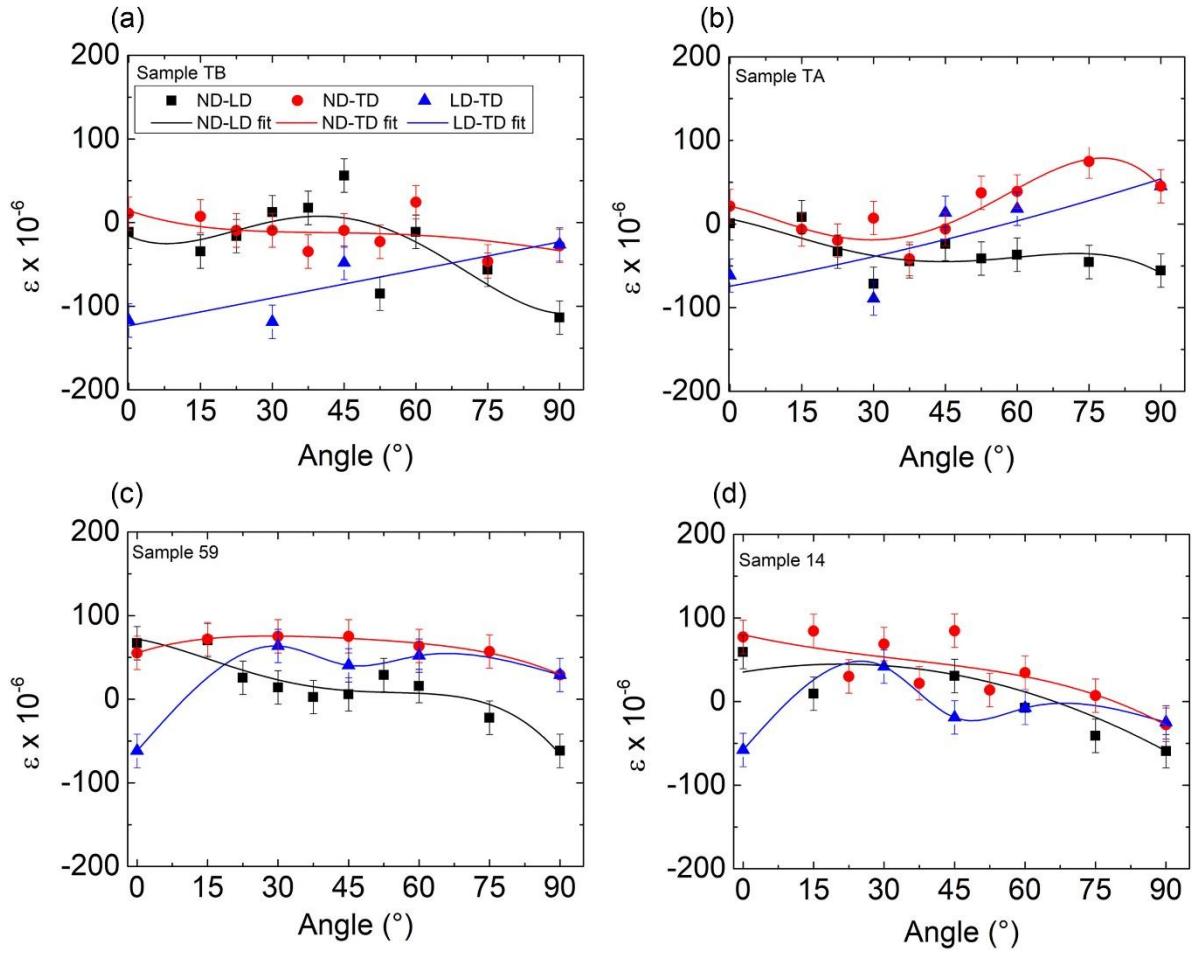 (a)
200
100
0
-100
-200
ε x 10-6
Sample TB
ND-LD ND-TD LD-TD
ND-LD fit ND-TD fit LD-TD fit
0 15 30 45 60 75 90
Angle (°)
(b)
200
100
0
-100
-200
ε x 10-6
Sample TA
0 15 30 45 60 75 90
Angle (°)
(c)
200
100
0
-100
-200
ε x 10-6
Sample 59
0 15 30 45 60 75 90
Angle (°)
(d)
200
100
0
-100
-200
ε x 10-6
Sample 14
0 15 30 45 60 75 90
Angle (°)